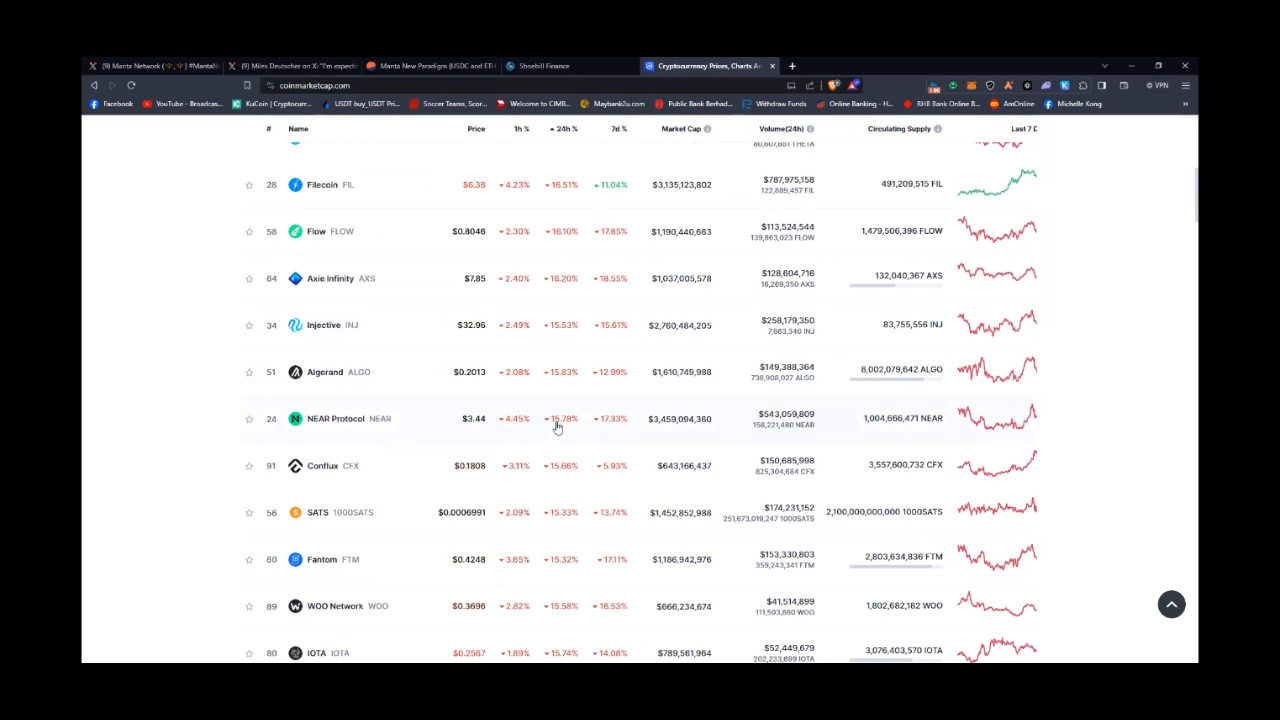 (9) Manta Network (🔱,🔱) #MantaN
(9) Miles Deutscher on X: "I'm expect
Manta New Paradigm (USDC and ETH
Shoebill Finance
Cryptocurrency Prices, Charts A
coinmarketcap.com
VPN
Facebook
YouTube - Broadcas...
KuCoin | Cryptocurr...
USDT buy_USDT Pri...
Soccer Teams, Scor...
Welcome to CIMB...
Maybank2u.com
Public Bank Berhad...
Withdraw Funds
Online Banking – H...
RHB Bank Online B...
AmOnline
Michelle Kong
# Name Price 1h % 24h % 7d % Market Cap Volume(24h) Circulating Supply Last 7 D
80,607,881 THETA
28 Filecoin FIL $6.38 4.23% 16.51% 11.04% $3,135,123,802 $787,975,158 491,209,515 FIL
122,889,457 FIL
58 Flow FLOW $0.8046 2.30% 16.10% 17.85% $1,190,440,663 $113,524,544 1,479,506,396 FLOW
139,863,023 FLOW
64 Axie Infinity AXS $7.85 2.40% 16.20% 18.55% $1,037,005,578 $128,604,716 132,040,367 AXS
16,269,350 AXS
34 Injective INJ $32.96 2.49% 15.53% 15.61% $2,760,484,205 $258,179,350 83,755,556 INJ
7,803,340 INJ
51 Algorand ALGO $0.2013 2.08% 15.83% 12.99% $1,610,749,988 $149,388,364 8,002,079,642 ALGO
738,908,027 ALGO
24 NEAR Protocol NEAR $3.44 4.45% 15.78% 17.33% $3,459,094,360 $543,059,809 1,004,666,471 NEAR
156,221,480 NEAR
91 Conflux CFX $0.1808 3.11% 15.66% 5.93% $643,166,437 $150,685,998 3,557,600,732 CFX
825,304,684 CFX
56 SATS 1000SATS $0.0006991 2.09% 15.33% 13.74% $1,452,852,988 $174,231,152 2,100,000,000,000 1000SATS
251,673,019,247 1000SATS
60 Fantom FTM $0.4248 3.65% 15.32% 17.11% $1,186,942,976 $153,330,803 2,803,634,836 FTM
359,243,341 FTM
89 WOO Network WOO $0.3696 2.82% 15.58% 16.53% $666,234,674 $41,514,899 1,802,682,182 WOO
111,503,860 WOO
80 IOTA IOTA $0.2567 1.89% 15.74% 14.08% $789,561,964 $52,449,679 3,076,403,570 IOTA
202,233,699 IOTA